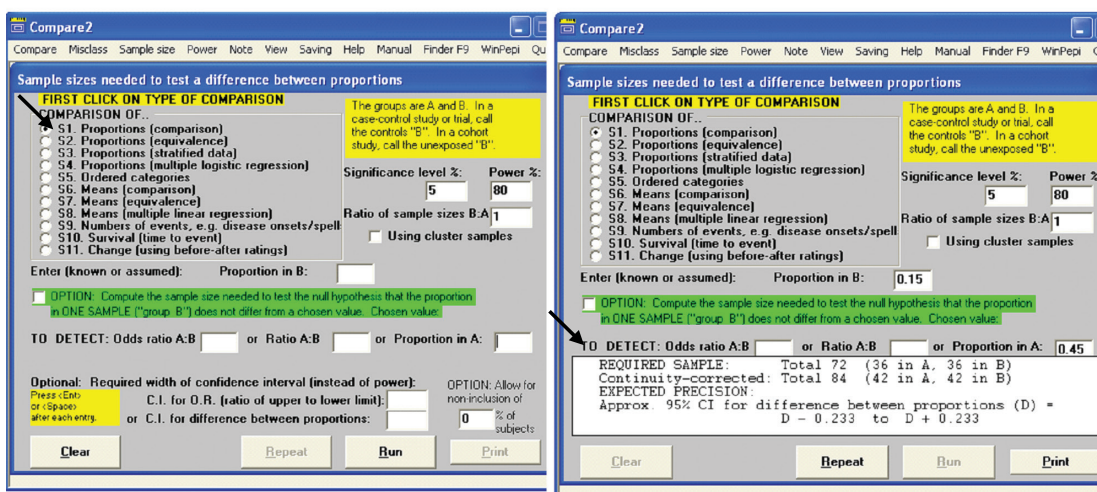 Compare2
Compare Misclass Sample size Power Note View Saving Help Manual Finder F9 WinPepi
Sample sizes needed to test a difference between proportions
FIRST CLICK ON TYPE OF COMPARISON
COMPARISON OF..
S1. Proportions (comparison)
S2. Proportions (equivalence)
S3. Proportions (stratified data)
S4. Proportions (multiple logistic regression)
S5. Ordered categories
S6. Means (comparison)
S7. Means (equivalence)
S8. Means (multiple linear regression)
S9. Numbers of events, e.g. disease onsets/spell
S10. Survival (time to event)
S11. Change (using before-after ratings)
The groups are A and B. In a
case-control study or trial, call
the controls "B". In a cohort
study, call the unexposed "B".
Significance level %: Power %:
5 80
Ratio of sample sizes B:A 1
Using cluster samples
Enter (known or assumed): Proportion in B:
OPTION: Compute the sample size needed to test the null hypothesis that the proportion
in ONE SAMPLE ("group B") does not differ from a chosen value. Chosen value:
TO DETECT: Odds ratio A:B or Ratio A:B or Proportion in A:
Optional: Required width of confidence interval (instead of power):
Press <Ent>
or <Space>
after each entry.
C.I. for O.R. (ratio of upper to lower limit):
or C.I. for difference between proportions:
OPTION: Allow for
non-inclusion of
0 % of
subjects
Clear Repeat Run Print
Compare2
Compare Misclass Sample size Power Note View Saving Help Manual Finder F9 WinPepi
Sample sizes needed to test a difference between proportions
FIRST CLICK ON TYPE OF COMPARISON
COMPARISON OF..
S1. Proportions (comparison)
S2. Proportions (equivalence)
S3. Proportions (stratified data)
S4. Proportions (multiple logistic regression)
S5. Ordered categories
S6. Means (comparison)
S7. Means (equivalence)
S8. Means (multiple linear regression)
S9. Numbers of events, e.g. disease onsets/spell
S10. Survival (time to event)
S11. Change (using before-after ratings)
The groups are A and B. In a
case-control study or trial, call
the controls "B". In a cohort
study, call the unexposed "B".
Significance level %: Power %
5 80
Ratio of sample sizes B:A 1
Using cluster samples
Enter (known or assumed): Proportion in B: 0.15
OPTION: Compute the sample size needed to test the null hypothesis that the proportion
in ONE SAMPLE ("group B") does not differ from a chosen value. Chosen value:
TO DETECT: Odds ratio A:B or Ratio A:B or Proportion in A: 0.45
REQUIRED SAMPLE: Total 72 (36 in A, 36 in B)
Continuity-corrected: Total 84 (42 in A, 42 in B)
EXPECTED PRECISION:
Approx. 95% CI for difference between proportions (D) =
D - 0.233 to D + 0.233
Clear Repeat Run Print